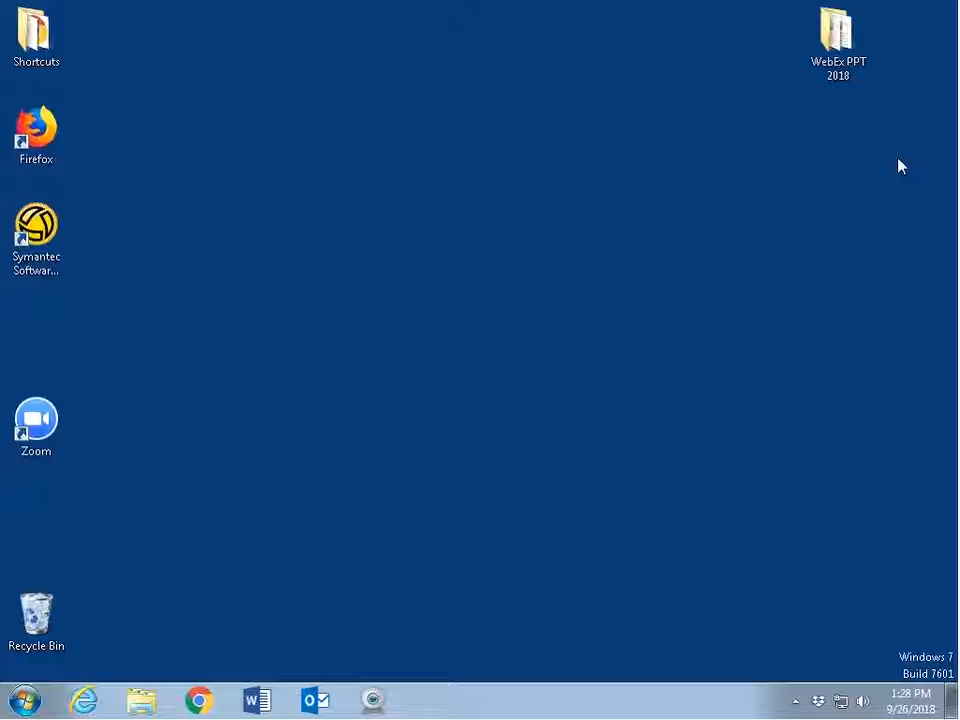 Shortcuts
WebEx PPT
2018
Firefox
Symantec
Softwar...
Zoom
Recycle Bin
Windows 7
Build 7601
1:28 PM
9/26/2018